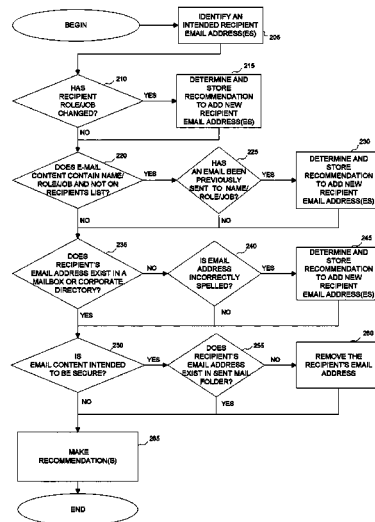 BEGIN
IDENTIFY AN
INTENDED RECIPIENT
EMAIL ADDRESS(ES)
205
210
HAS
RECIPIENT
ROLE/JOB
CHANGED?
YES
NO
215
DETERMINE AND
STORE
RECOMMENDATION
TO ADD NEW
RECIPIENT
EMAIL ADDRESS(ES)
220
DOES E-MAIL
CONTENT CONTAIN NAME/
ROLE/JOB AND NOT ON
RECIPIENTS LIST?
YES
NO
225
HAS
AN EMAIL BEEN
PREVIOUSLY
SENT TO NAME/
ROLE/JOB?
YES
NO
230
DETERMINE AND
STORE
RECOMMENDATION
TO ADD NEW
RECIPIENT
EMAIL ADDRESS(ES)
235
DOES
RECIPIENT'S
EMAIL ADDRESS EXIST IN A
MAILBOX OR CORPORATE
DIRECTORY?
NO
YES
240
IS EMAIL
ADDRESS
INCORRECTLY
SPELLED?
YES
NO
245
DETERMINE AND
STORE
RECOMMENDATION
TO ADD NEW
RECIPIENT
EMAIL ADDRESS(ES)
250
IS
EMAIL CONTENT INTENDED
TO BE SECURE?
YES
NO
255
DOES
RECIPIENT'S
EMAIL ADDRESS
EXIST IN SENT MAIL
FOLDER?
NO
YES
260
REMOVE THE
RECIPIENT'S EMAIL
ADDRESS
265
MAKE
RECOMMENDATION(S)
END